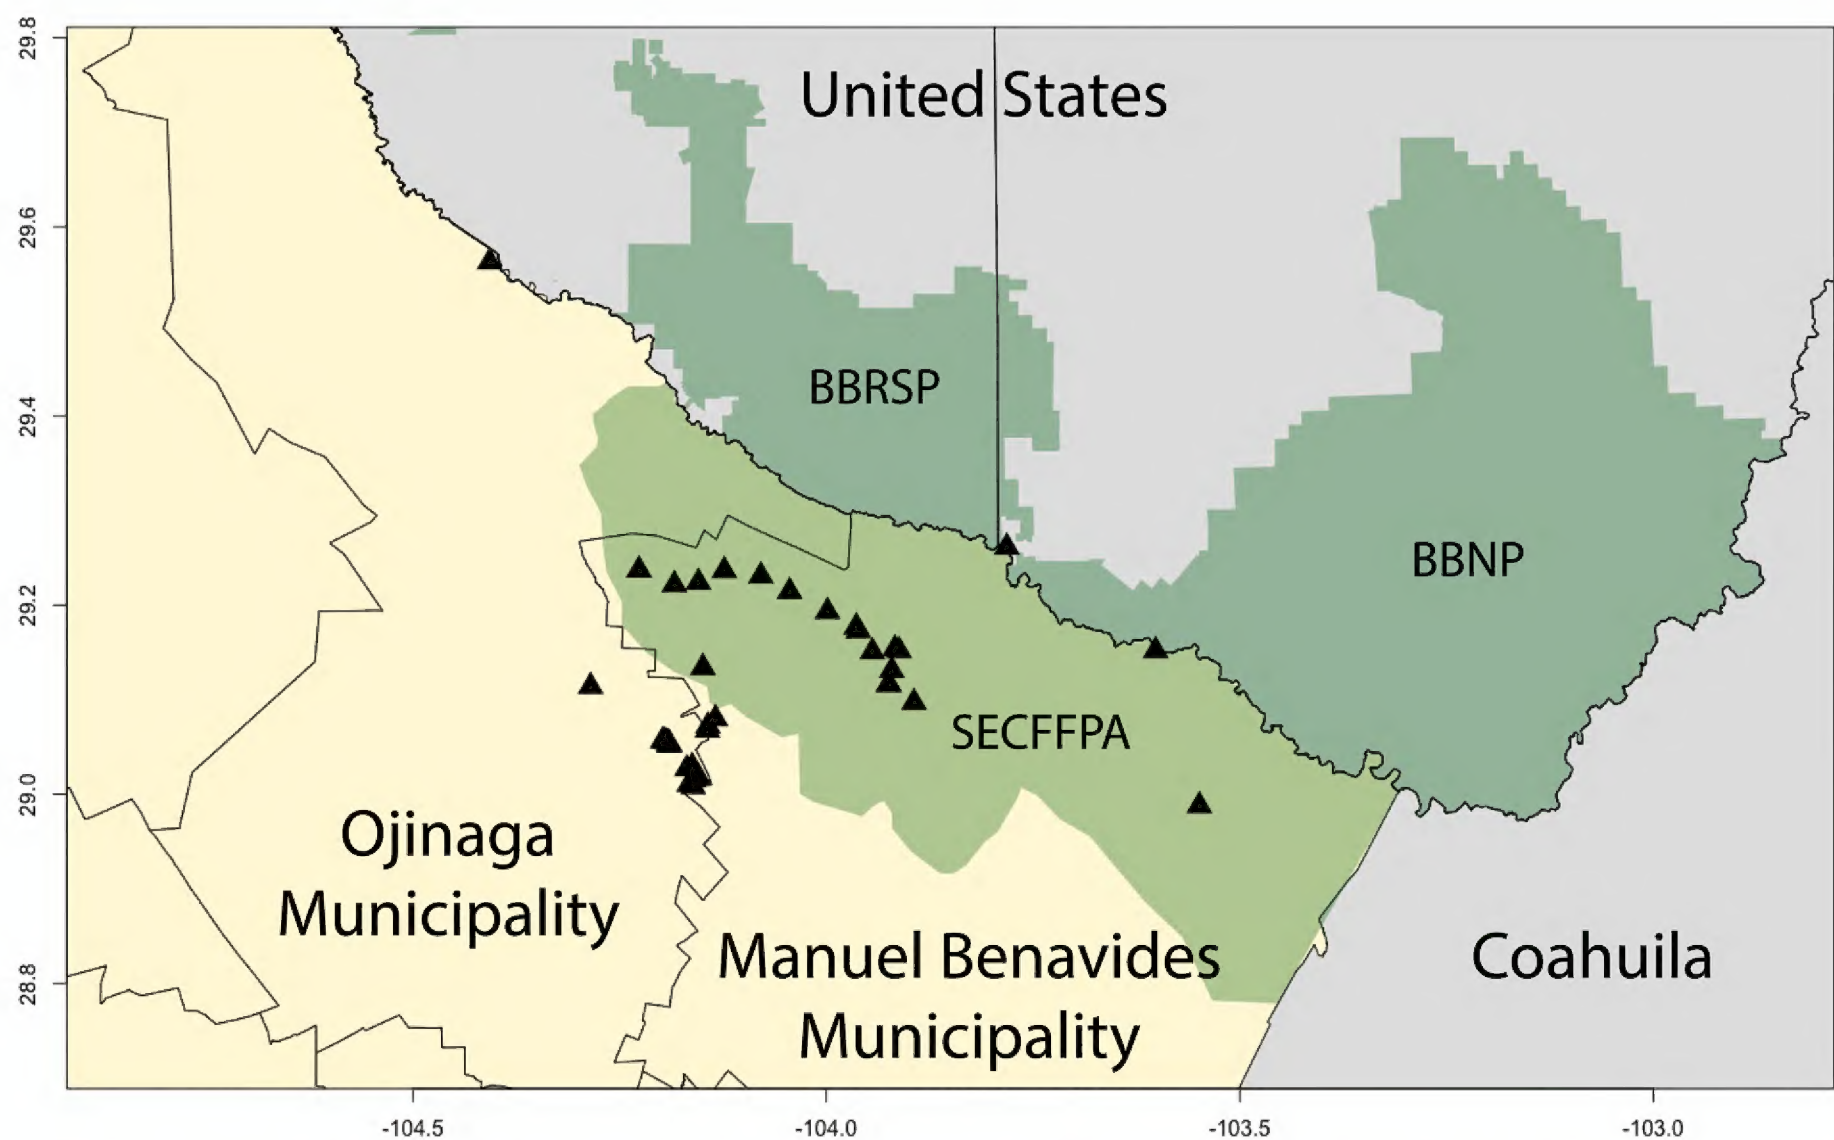 29.8
29.6
29.4
29.2
29.0
28.8
United States
BBRSP
BBNP
SECFFPA
Ojinaga
Municipality
Manuel Benavides
Municipality
Coahuila
-104.5
-104.0
-103.5
-103.0